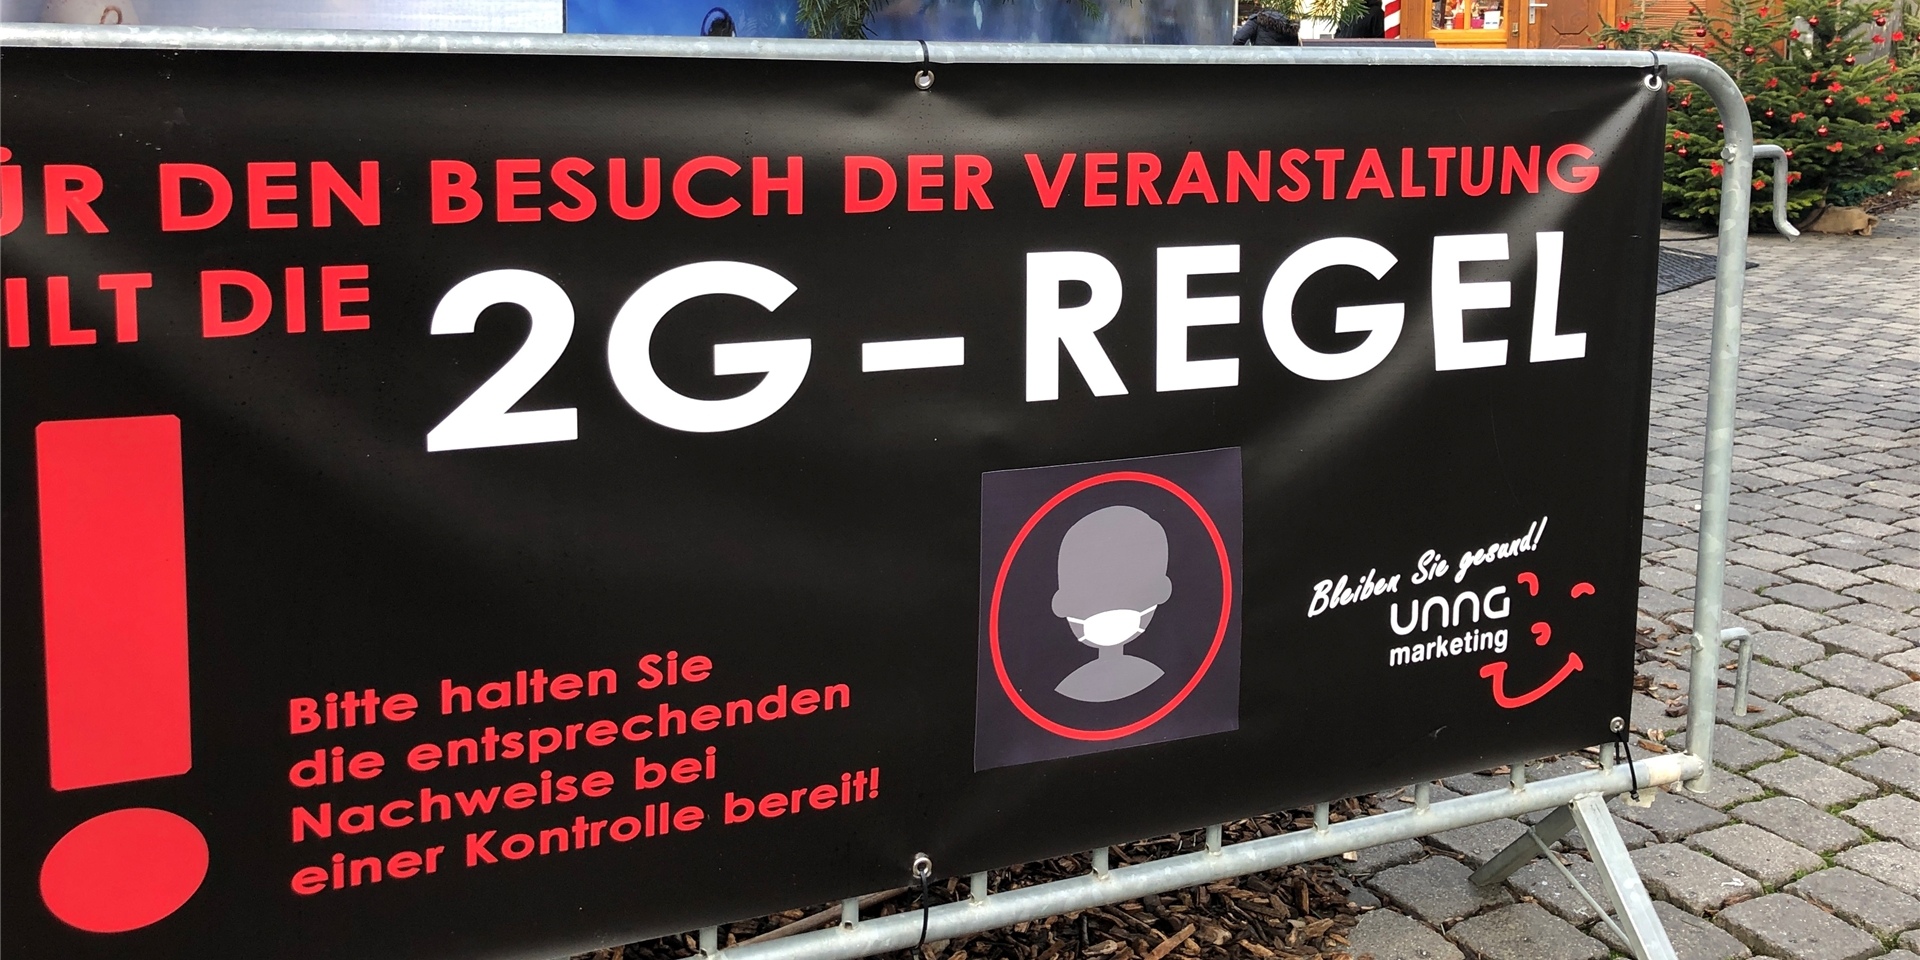 ÜR DEN BESUCH DER VERANSTALTUNG
ILT DIE 2G – REGEL
Bitte halten Sie
die entsprechenden
Nachweise bei
einer Kontrolle bereit!
Bleiben Sie gesund!
unna
marketing